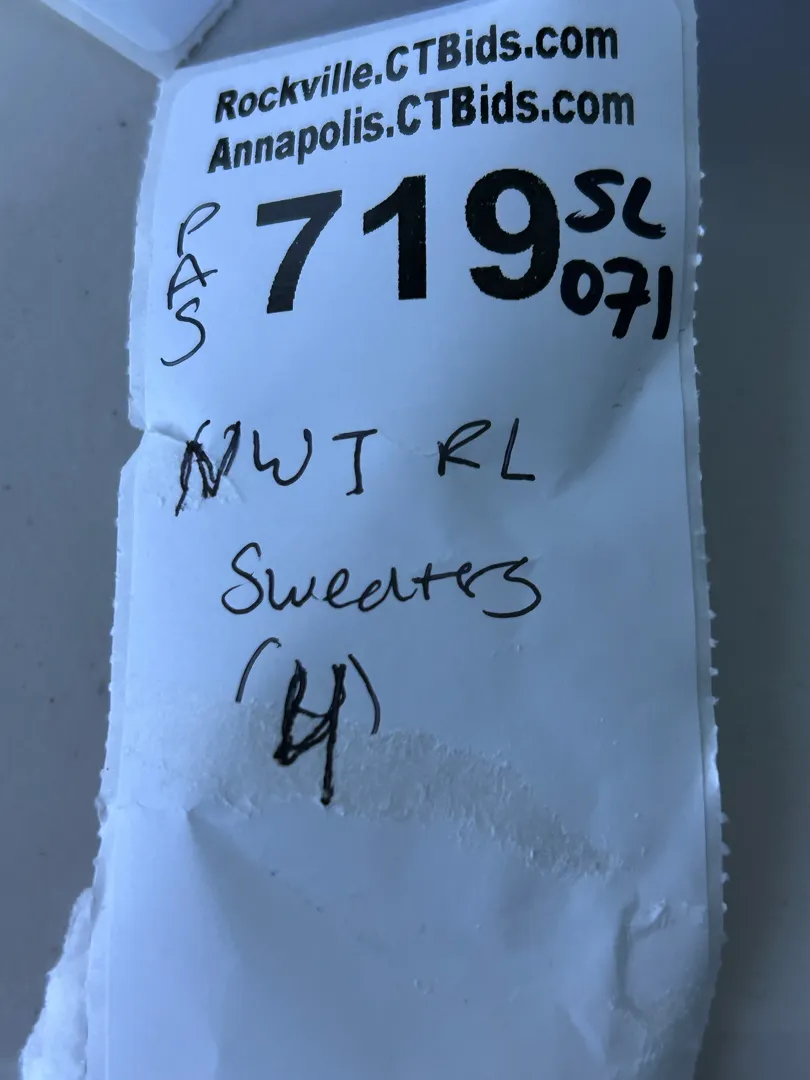 Rockville.CTBids.com
Annapolis.CTBids.com
PAS
719
SL
071
NWT RL
Sweaters
(4)